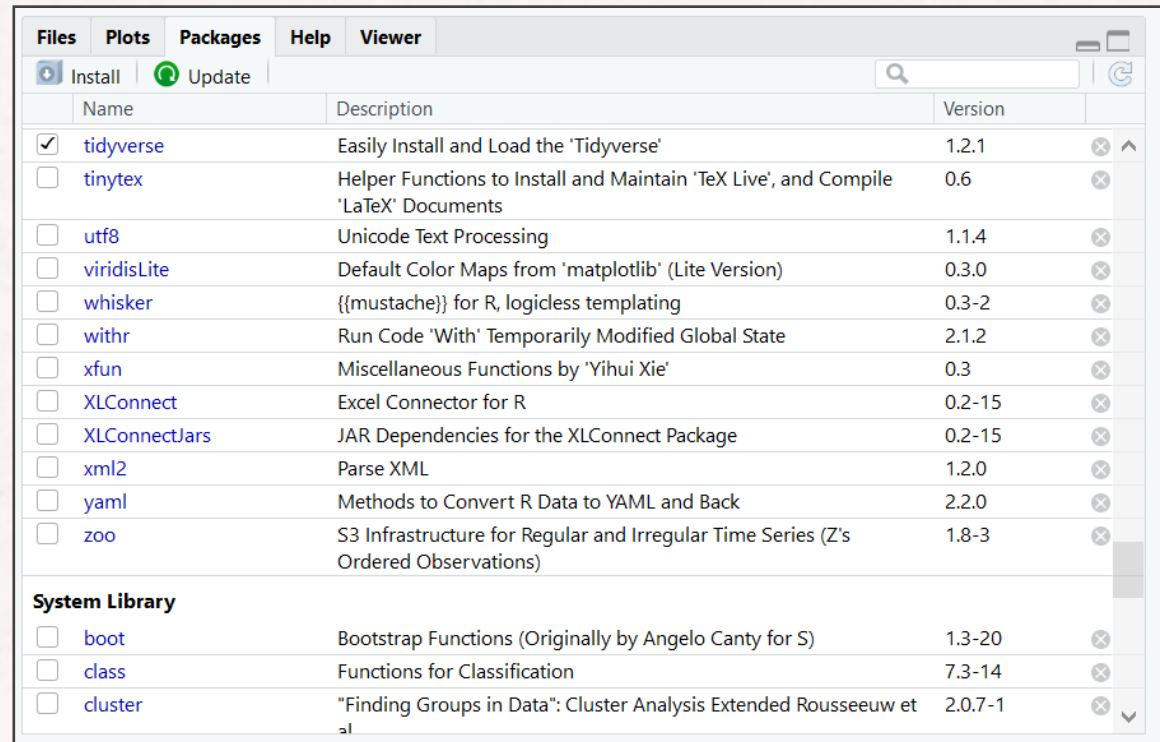 Files Plots Packages Help Viewer
Install Update
Name Description Version
tidyverse Easily Install and Load the 'Tidyverse' 1.2.1
tinytex Helper Functions to Install and Maintain 'TeX Live', and Compile 0.6
'LaTeX' Documents
utf8 Unicode Text Processing 1.1.4
viridisLite Default Color Maps from 'matplotlib' (Lite Version) 0.3.0
whisker {{mustache}} for R, logicless templating 0.3-2
withr Run Code 'With' Temporarily Modified Global State 2.1.2
xfun Miscellaneous Functions by 'Yihui Xie' 0.3
XLConnect Excel Connector for R 0.2-15
XLConnectJars JAR Dependencies for the XLConnect Package 0.2-15
xml2 Parse XML 1.2.0
yaml Methods to Convert R Data to YAML and Back 2.2.0
zoo S3 Infrastructure for Regular and Irregular Time Series (Z's 1.8-3
Ordered Observations)
System Library
boot Bootstrap Functions (Originally by Angelo Canty for S) 1.3-20
class Functions for Classification 7.3-14
cluster "Finding Groups in Data": Cluster Analysis Extended Rousseeuw et 2.0.7-1
al